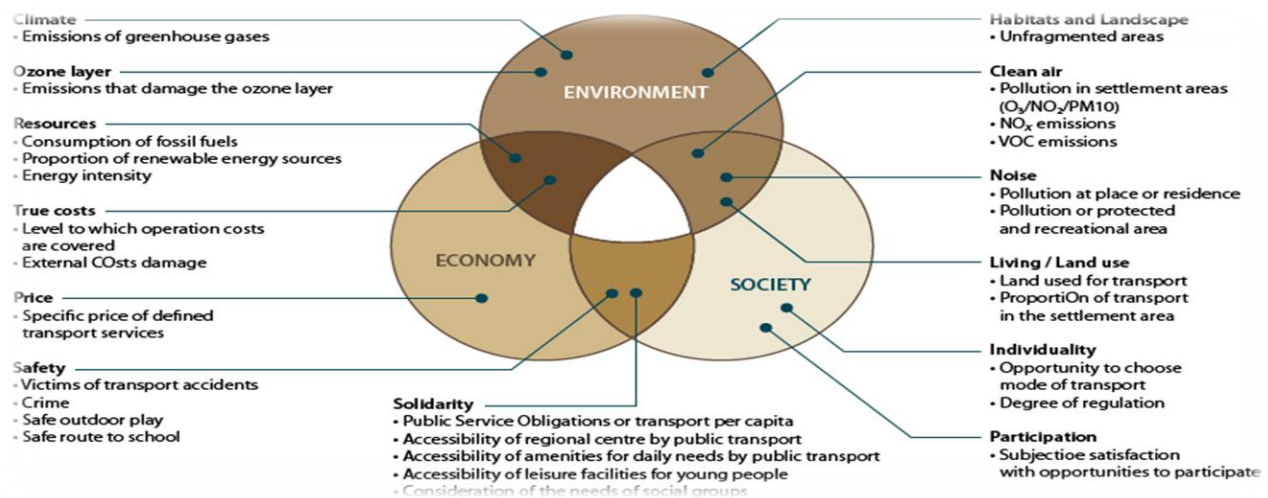 Climate
• Emissions of greenhouse gases
Ozone layer
• Emissions that damage the ozone layer
Resources
• Consumption of fossil fuels
• Proportion of renewable energy sources
• Energy intensity
True costs
• Level to which operation costs
are covered
• External COsts damage
Price
• Specific price of defined
transport services
Safety
• Victims of transport accidents
• Crime
• Safe outdoor play
• Safe route to school
ENVIRONMENT
ECONOMY
SOCIETY
Solidarity
• Public Service Obligations or transport per capita
• Accessibility of regional centre by public transport
• Accessibility of amenities for daily needs by public transport
• Accessibility of leisure facilities for young people
• Consideration of the needs of social groups
Habitats and Landscape
• Unfragmented areas
Clean air
• Pollution in settlement areas
(O₃/NO₂/PM10)
• NOₓ emissions
• VOC emissions
Noise
• Pollution at place or residence
• Pollution or protected
and recreational area
Living / Land use
• Land used for transport
• ProportiOn of transport
in the settlement area
Individuality
• Opportunity to choose
mode of transport
• Degree of regulation
Participation
• Subjectioe satisfaction
with opportunities to participate